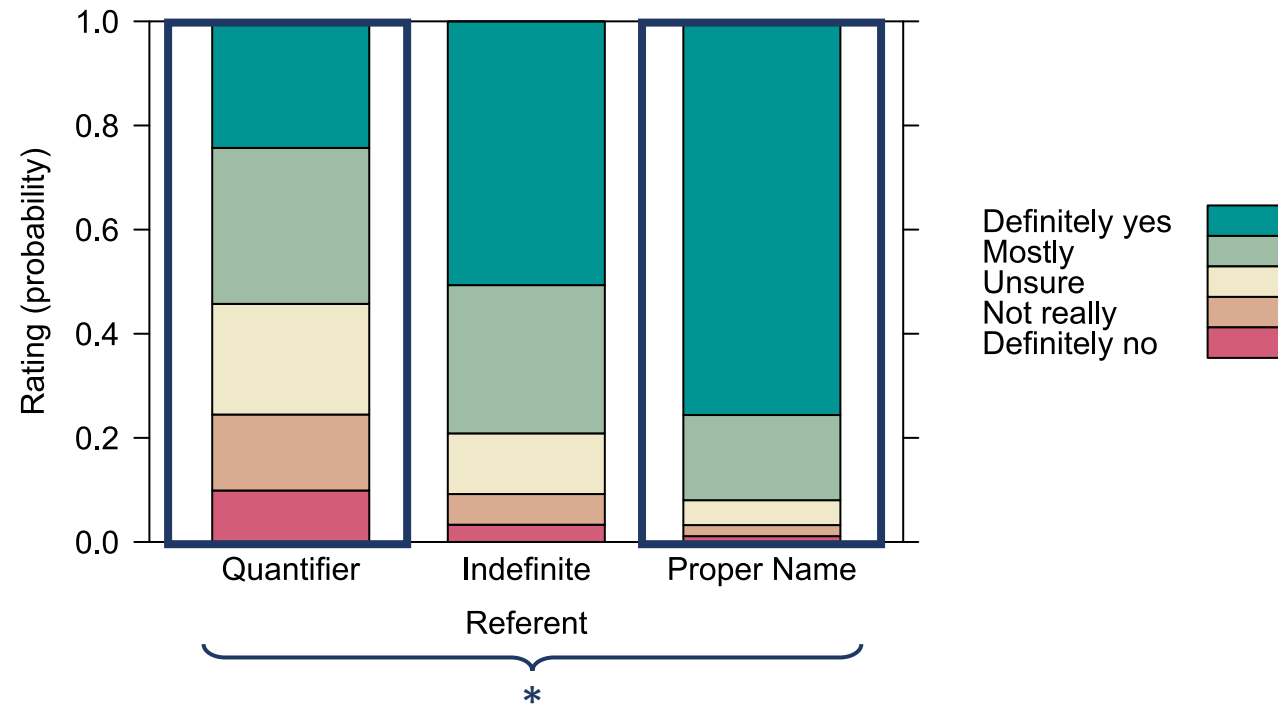 1.0
0.8
0.6
0.4
0.2
0.0
Rating (probability)
Quantifier Indefinite Proper Name
Referent
*
Definitely yes
Mostly
Unsure
Not really
Definitely no